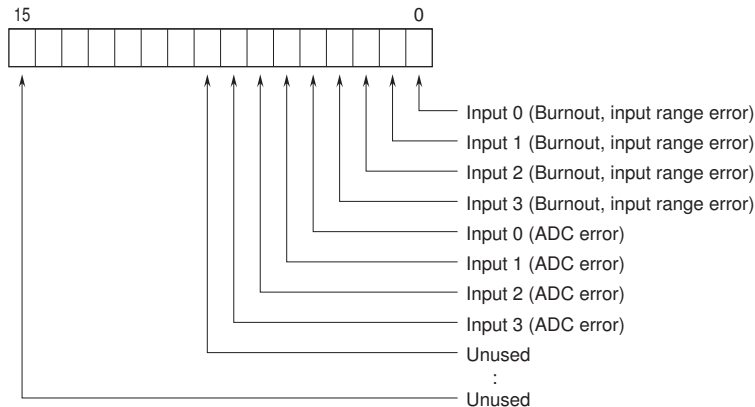 15 0
Input 0 (Burnout, input range error)
Input 1 (Burnout, input range error)
Input 2 (Burnout, input range error)
Input 3 (Burnout, input range error)
Input 0 (ADC error)
Input 1 (ADC error)
Input 2 (ADC error)
Input 3 (ADC error)
Unused
:
Unused